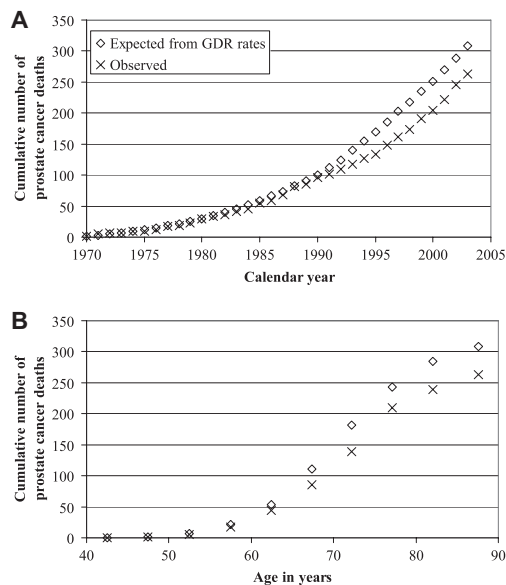 A
Cumulative number of
prostate cancer deaths
350
300
250
200
150
100
50
0
Expected from GDR rates
Observed
1970 1975 1980 1985 1990 1995 2000 2005
Calendar year
B
Cumulative number of
prostate cancer deaths
350
300
250
200
150
100
50
0
40 50 60 70 80 90
Age in years